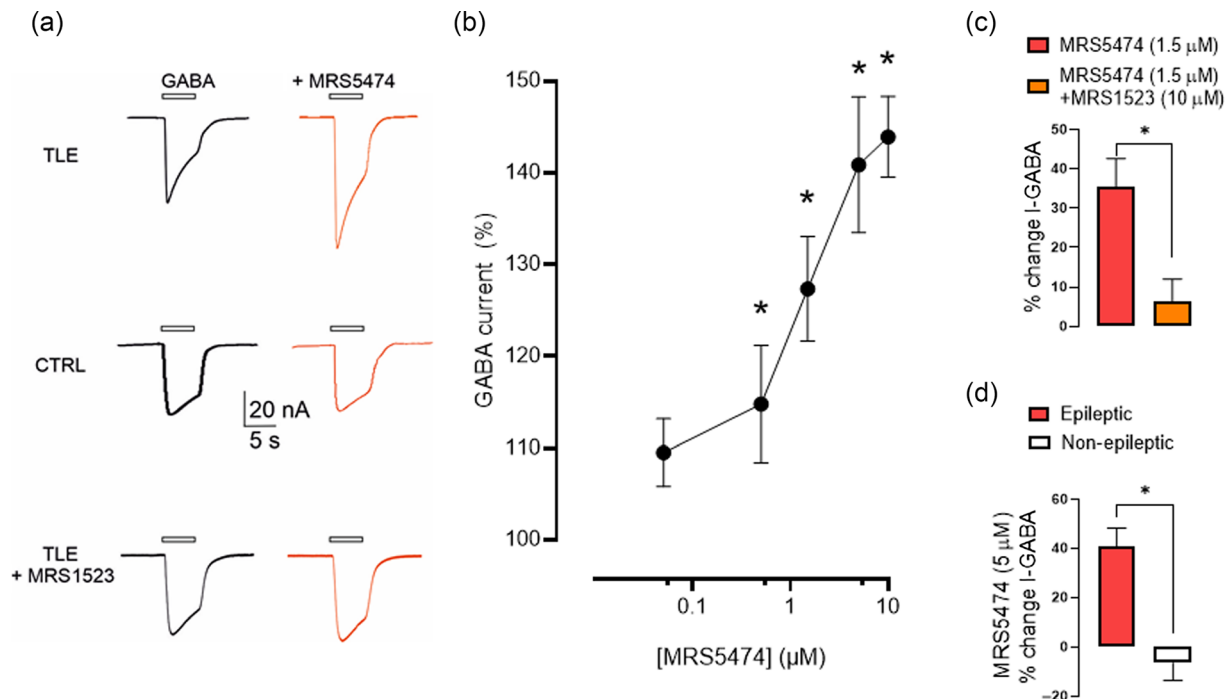 (a)
GABA
+ MRS5474
TLE
CTRL
20 nA
5 s
TLE
+ MRS1523
(b)
GABA current (%)
150
140
130
120
110
100
*
*
*
*
*
0.1
1
10
[MRS5474] (µM)
(c)
MRS5474 (1.5 µM)
MRS5474 (1.5 µM)
+MRS1523 (10 µM)
% change I-GABA
50
40
30
20
10
0
*
(d)
Epileptic
Non-epileptic
MRS5474 (5 µM)
% change I-GABA
60
40
20
0
-20
*